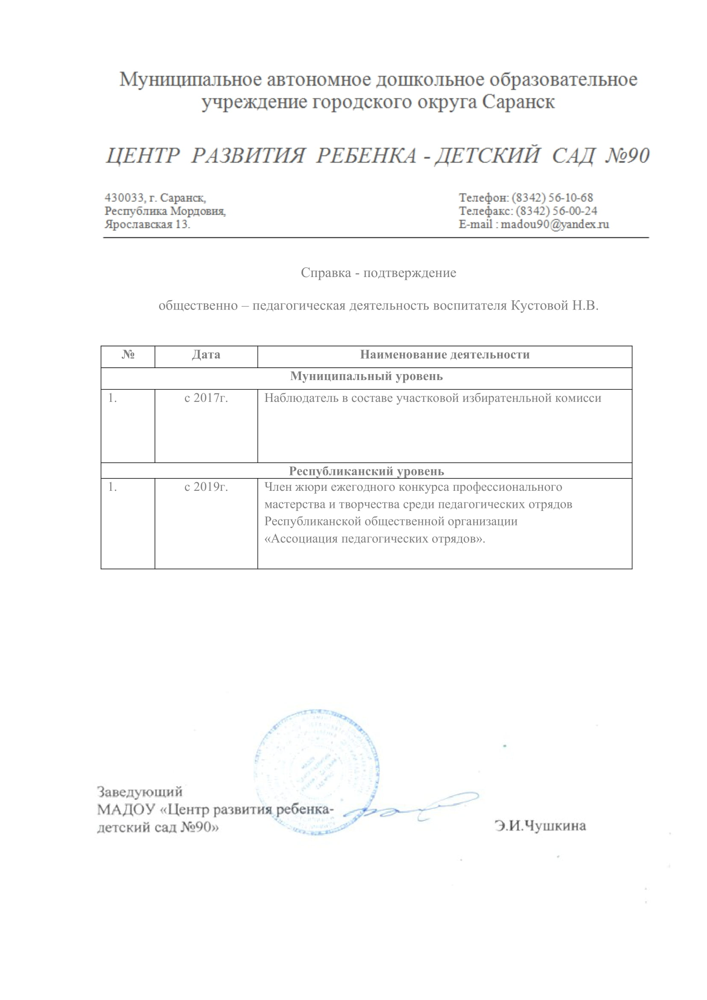 Муниципальное автономное дошкольное образовательное
учреждение городского округа Саранск
ЦЕНТР РАЗВИТИЯ РЕБЕНКА - ДЕТСКИЙ САД №90
430033, г. Саранск,
Республика Мордовия,
Ярославская 13.
Телефон: (8342) 56-10-68
Телефакс: (8342) 56-00-24
E-mail : madou90@yandex.ru
Справка - подтверждение
общественно – педагогическая деятельность воспитателя Кустовой Н.В.
№ Дата Наименование деятельности
Муниципальный уровень
1. с 2017г. Наблюдатель в составе участковой избиратенльной комисси
Республиканский уровень
1. с 2019г. Член жюри ежегодного конкурса профессионального
мастерства и творчества среди педагогических отрядов
Республиканской общественной организации
«Ассоциация педагогических отрядов».
Заведующий
МАДОУ «Центр развития ребенка-
детский сад №90»
Э.И.Чушкина